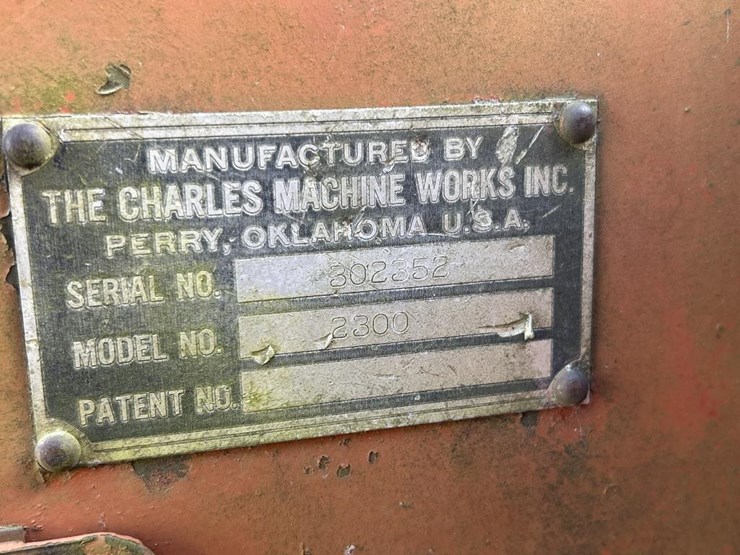 MANUFACTURED BY
THE CHARLES MACHINE WORKS INC.
PERRY, OKLAHOMA U.S.A.
SERIAL NO. 302352
MODEL NO. 2300
PATENT NO.